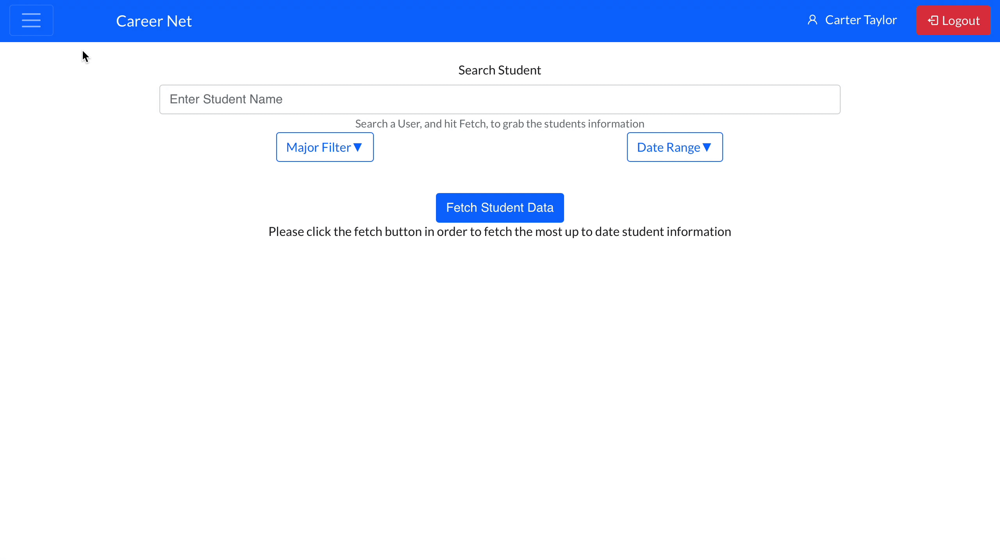 Career Net
Carter Taylor
Logout
Search Student
Enter Student Name
Search a User, and hit Fetch, to grab the students information
Major Filter▼
Date Range▼
Fetch Student Data
Please click the fetch button in order to fetch the most up to date student information